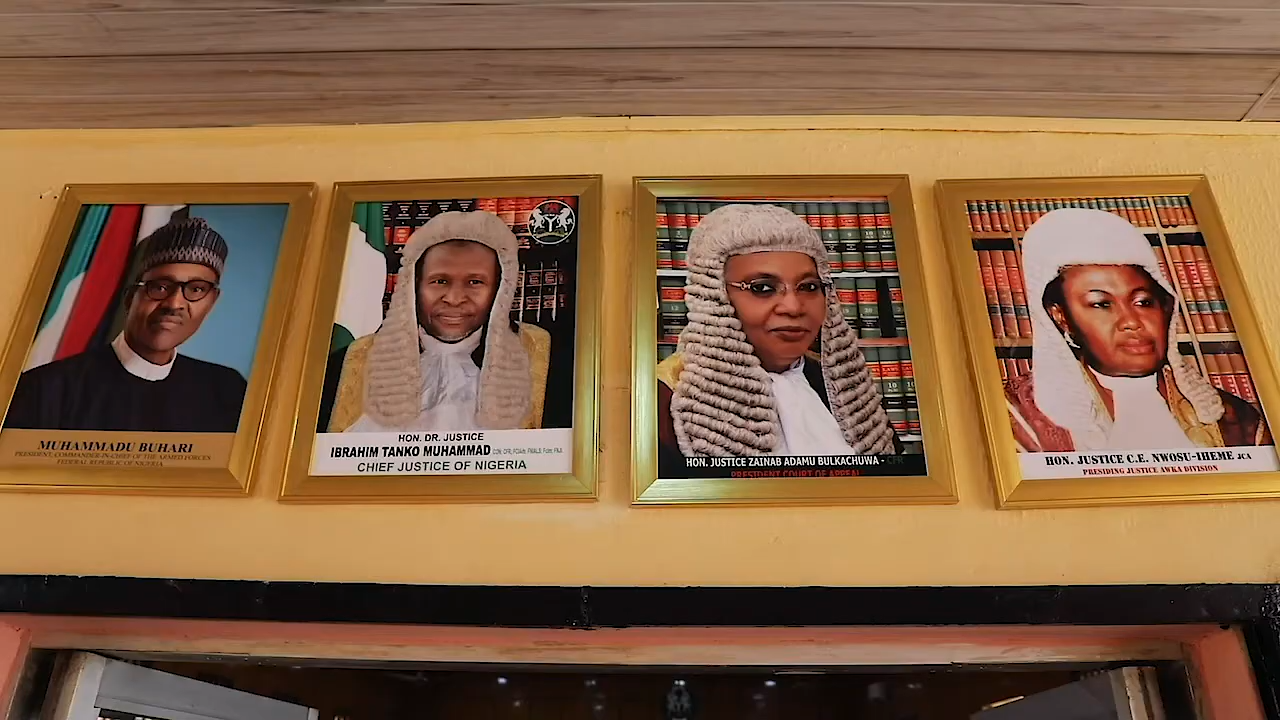 MUHAMMADU BUHARI
PRESIDENT, COMMANDER-IN-CHIEF OF THE ARMED FORCES
FEDERAL REPUBLIC OF NIGERIA
HON. DR. JUSTICE
IBRAHIM TANKO MUHAMMAD
CHIEF JUSTICE OF NIGERIA
HON. JUSTICE ZAINAB ADAMU BULKACHUWA - CFR
PRESIDENT COURT OF APPEAL
HON. JUSTICE C.E. NWOSU-IHEME JCA
PRESIDING JUSTICE AWKA DIVISION